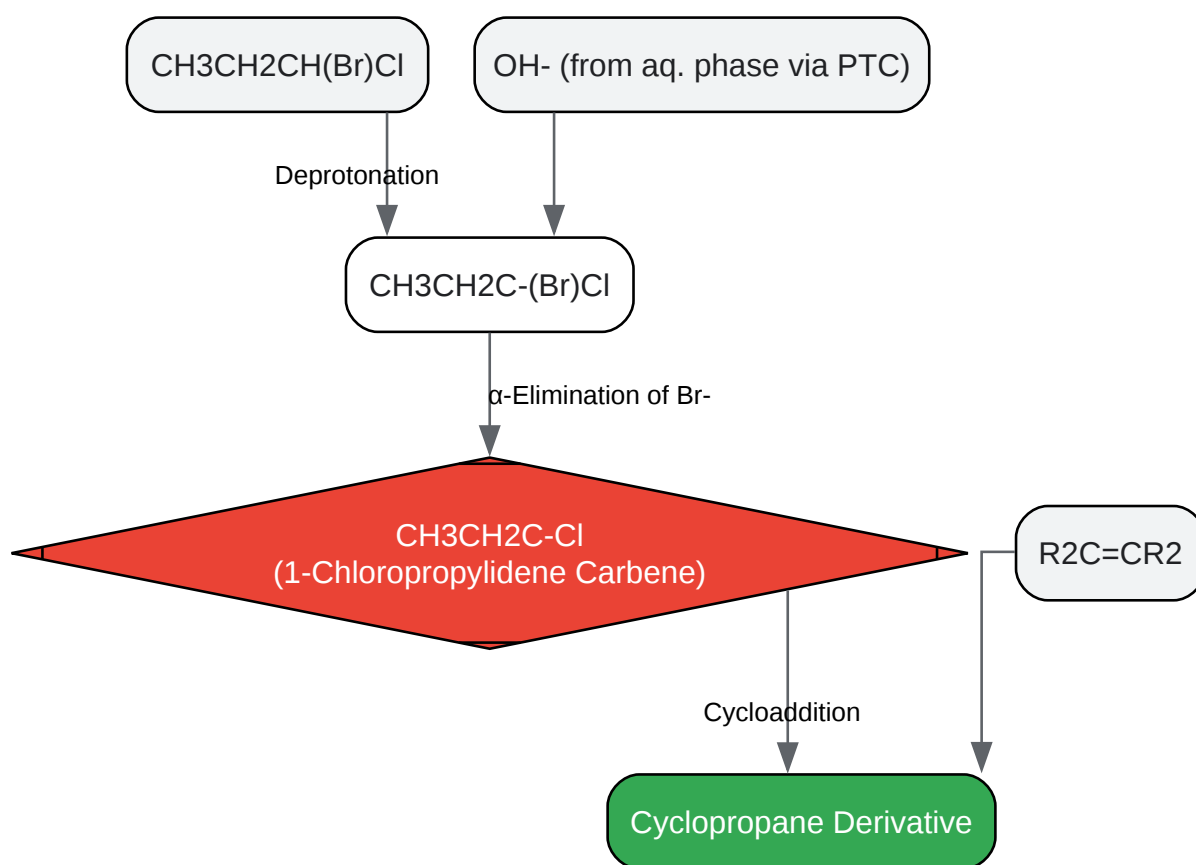 CH3CH2CH(Br)Cl
OH- (from aq. phase via PTC)
Deprotonation
CH3CH2C-(Br)Cl
α-Elimination of Br-
CH3CH2C-Cl
(1-Chloropropylidene Carbene)
R2C=CR2
Cycloaddition
Cyclopropane Derivative